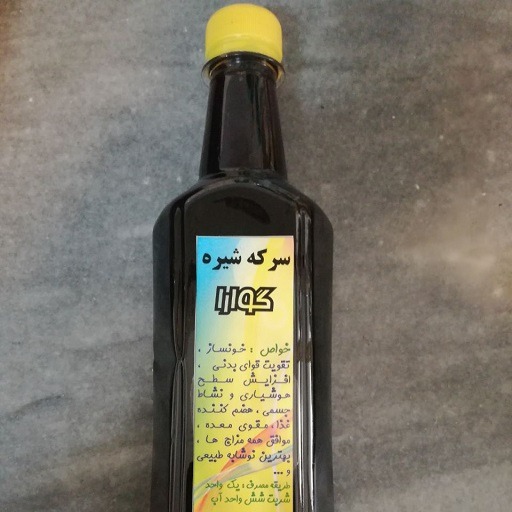 سرکه شیره
گوارا
خواص : خونساز ،
تقویت قوای بدنی ،
افزایش سطح
هوشیاری و نشاط
جسمی ، هضم کننده
غذا ، مقوی معده ،
موافق همه مزاج ها ،
بهترین نوشابه طبیعی
و ...
طریقه مصرف : یک واحد
شربت شش واحد آب